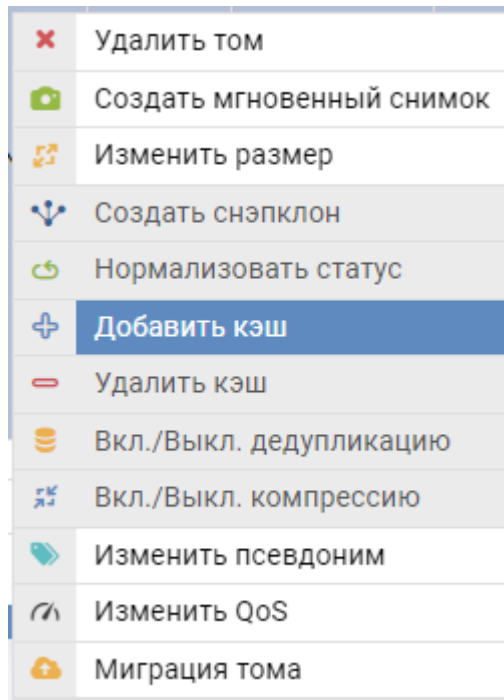 Удалить том
Создать мгновенный снимок
Изменить размер
Создать снэпклон
Нормализовать статус
Добавить кэш
Удалить кэш
Вкл./Выкл. дедупликацию
Вкл./Выкл. компрессию
Изменить псевдоним
Изменить QoS
Миграция тома